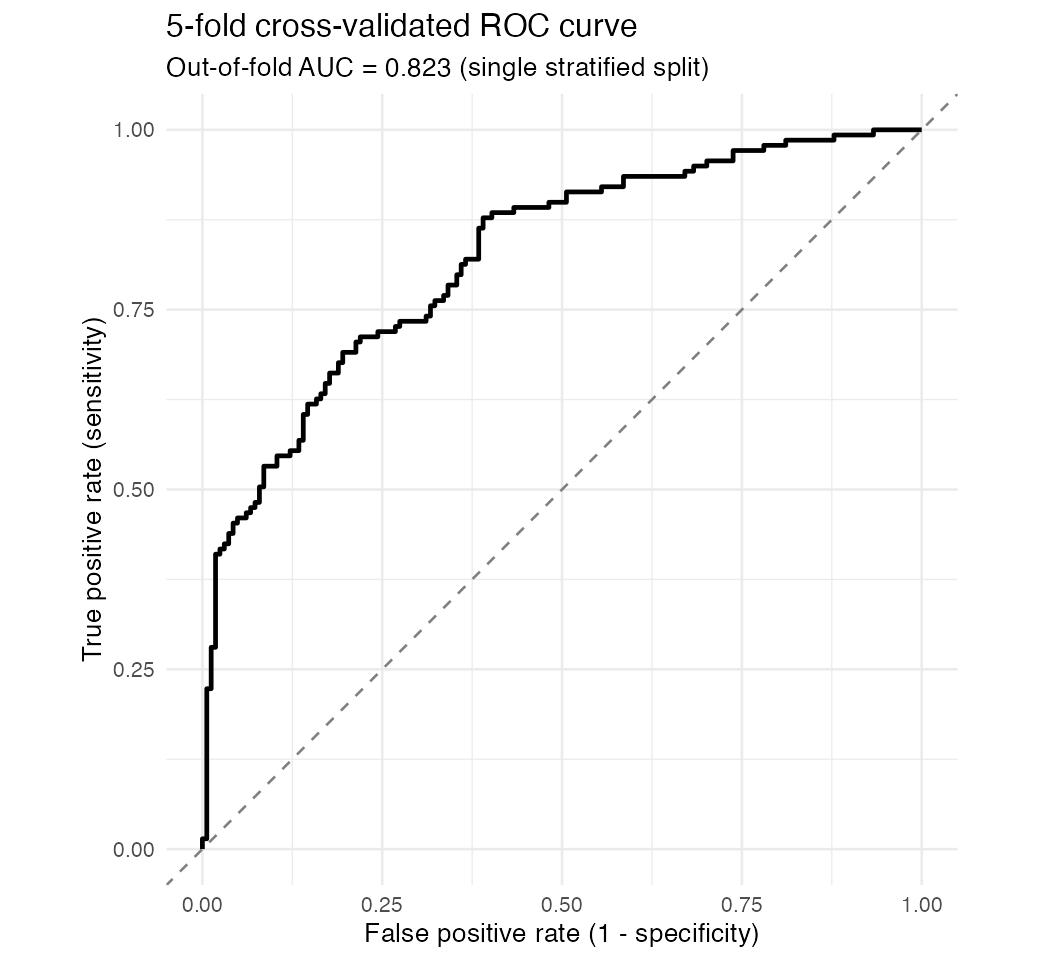 5-fold cross-validated ROC curve
Out-of-fold AUC = 0.823 (single stratified split)
1.00
0.75
0.50
0.25
0.00
True positive rate (sensitivity)
0.00 0.25 0.50 0.75 1.00
False positive rate (1 - specificity)